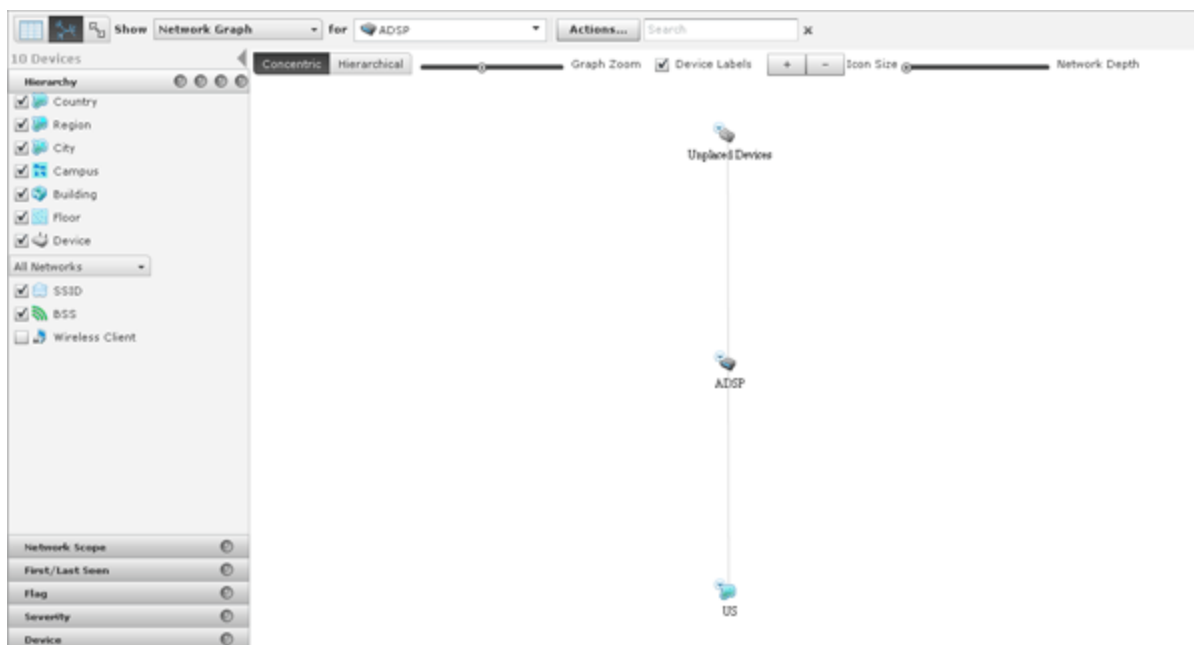 Show Network Graph for ADSP Actions... Search
10 Devices
Concentric Hierarchical Graph Zoom Device Labels + - Icon Size Network Depth
Hierarchy
Country
Region
City
Campus
Building
Floor
Device
All Networks
SSID
BSS
Wireless Client
Network Scope
First/Last Seen
Flag
Severity
Device
Unplaced Devices
ADSP
US